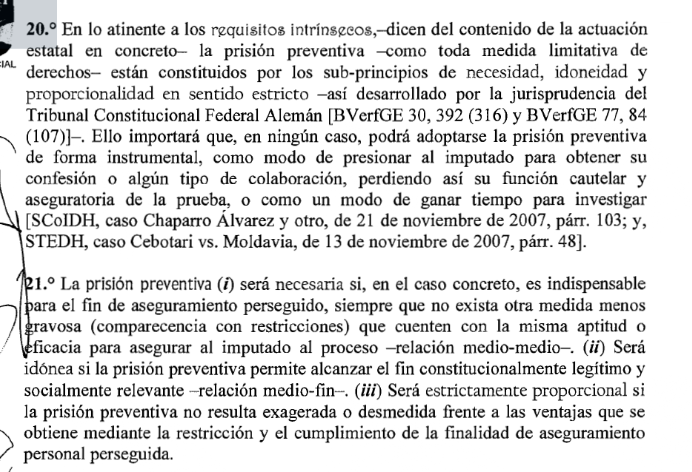 20.° En lo atinente a los requisitos intrínsecos,–dicen del contenido de la actuación
estatal en concreto– la prisión preventiva –como toda medida limitativa de
IAL
derechos– están constituidos por los sub-principios de necesidad, idoneidad y
proporcionalidad en sentido estricto –así desarrollado por la jurisprudencia del
Tribunal Constitucional Federal Alemán [BVerfGE 30, 392 (316) y BVerfGE 77, 84
(107)]–. Ello importará que, en ningún caso, podrá adoptarse la prisión preventiva
de forma instrumental, como modo de presionar al imputado para obtener su
confesión o algún tipo de colaboración, perdiendo así su función cautelar y
aseguratoria de la prueba, o como un modo de ganar tiempo para investigar
[SCoIDH, caso Chaparro Álvarez y otro, de 21 de noviembre de 2007, párr. 103; y,
STEDH, caso Cebotari vs. Moldavia, de 13 de noviembre de 2007, párr. 48].
21.° La prisión preventiva (i) será necesaria si, en el caso concreto, es indispensable
para el fin de aseguramiento perseguido, siempre que no exista otra medida menos
gravosa (comparecencia con restricciones) que cuenten con la misma aptitud o
eficacia para asegurar al imputado al proceso –relación medio-medio–. (ii) Será
idónea si la prisión preventiva permite alcanzar el fin constitucionalmente legítimo y
socialmente relevante –relación medio-fin–. (iii) Será estrictamente proporcional si
la prisión preventiva no resulta exagerada o desmedida frente a las ventajas que se
obtiene mediante la restricción y el cumplimiento de la finalidad de aseguramiento
personal perseguida.